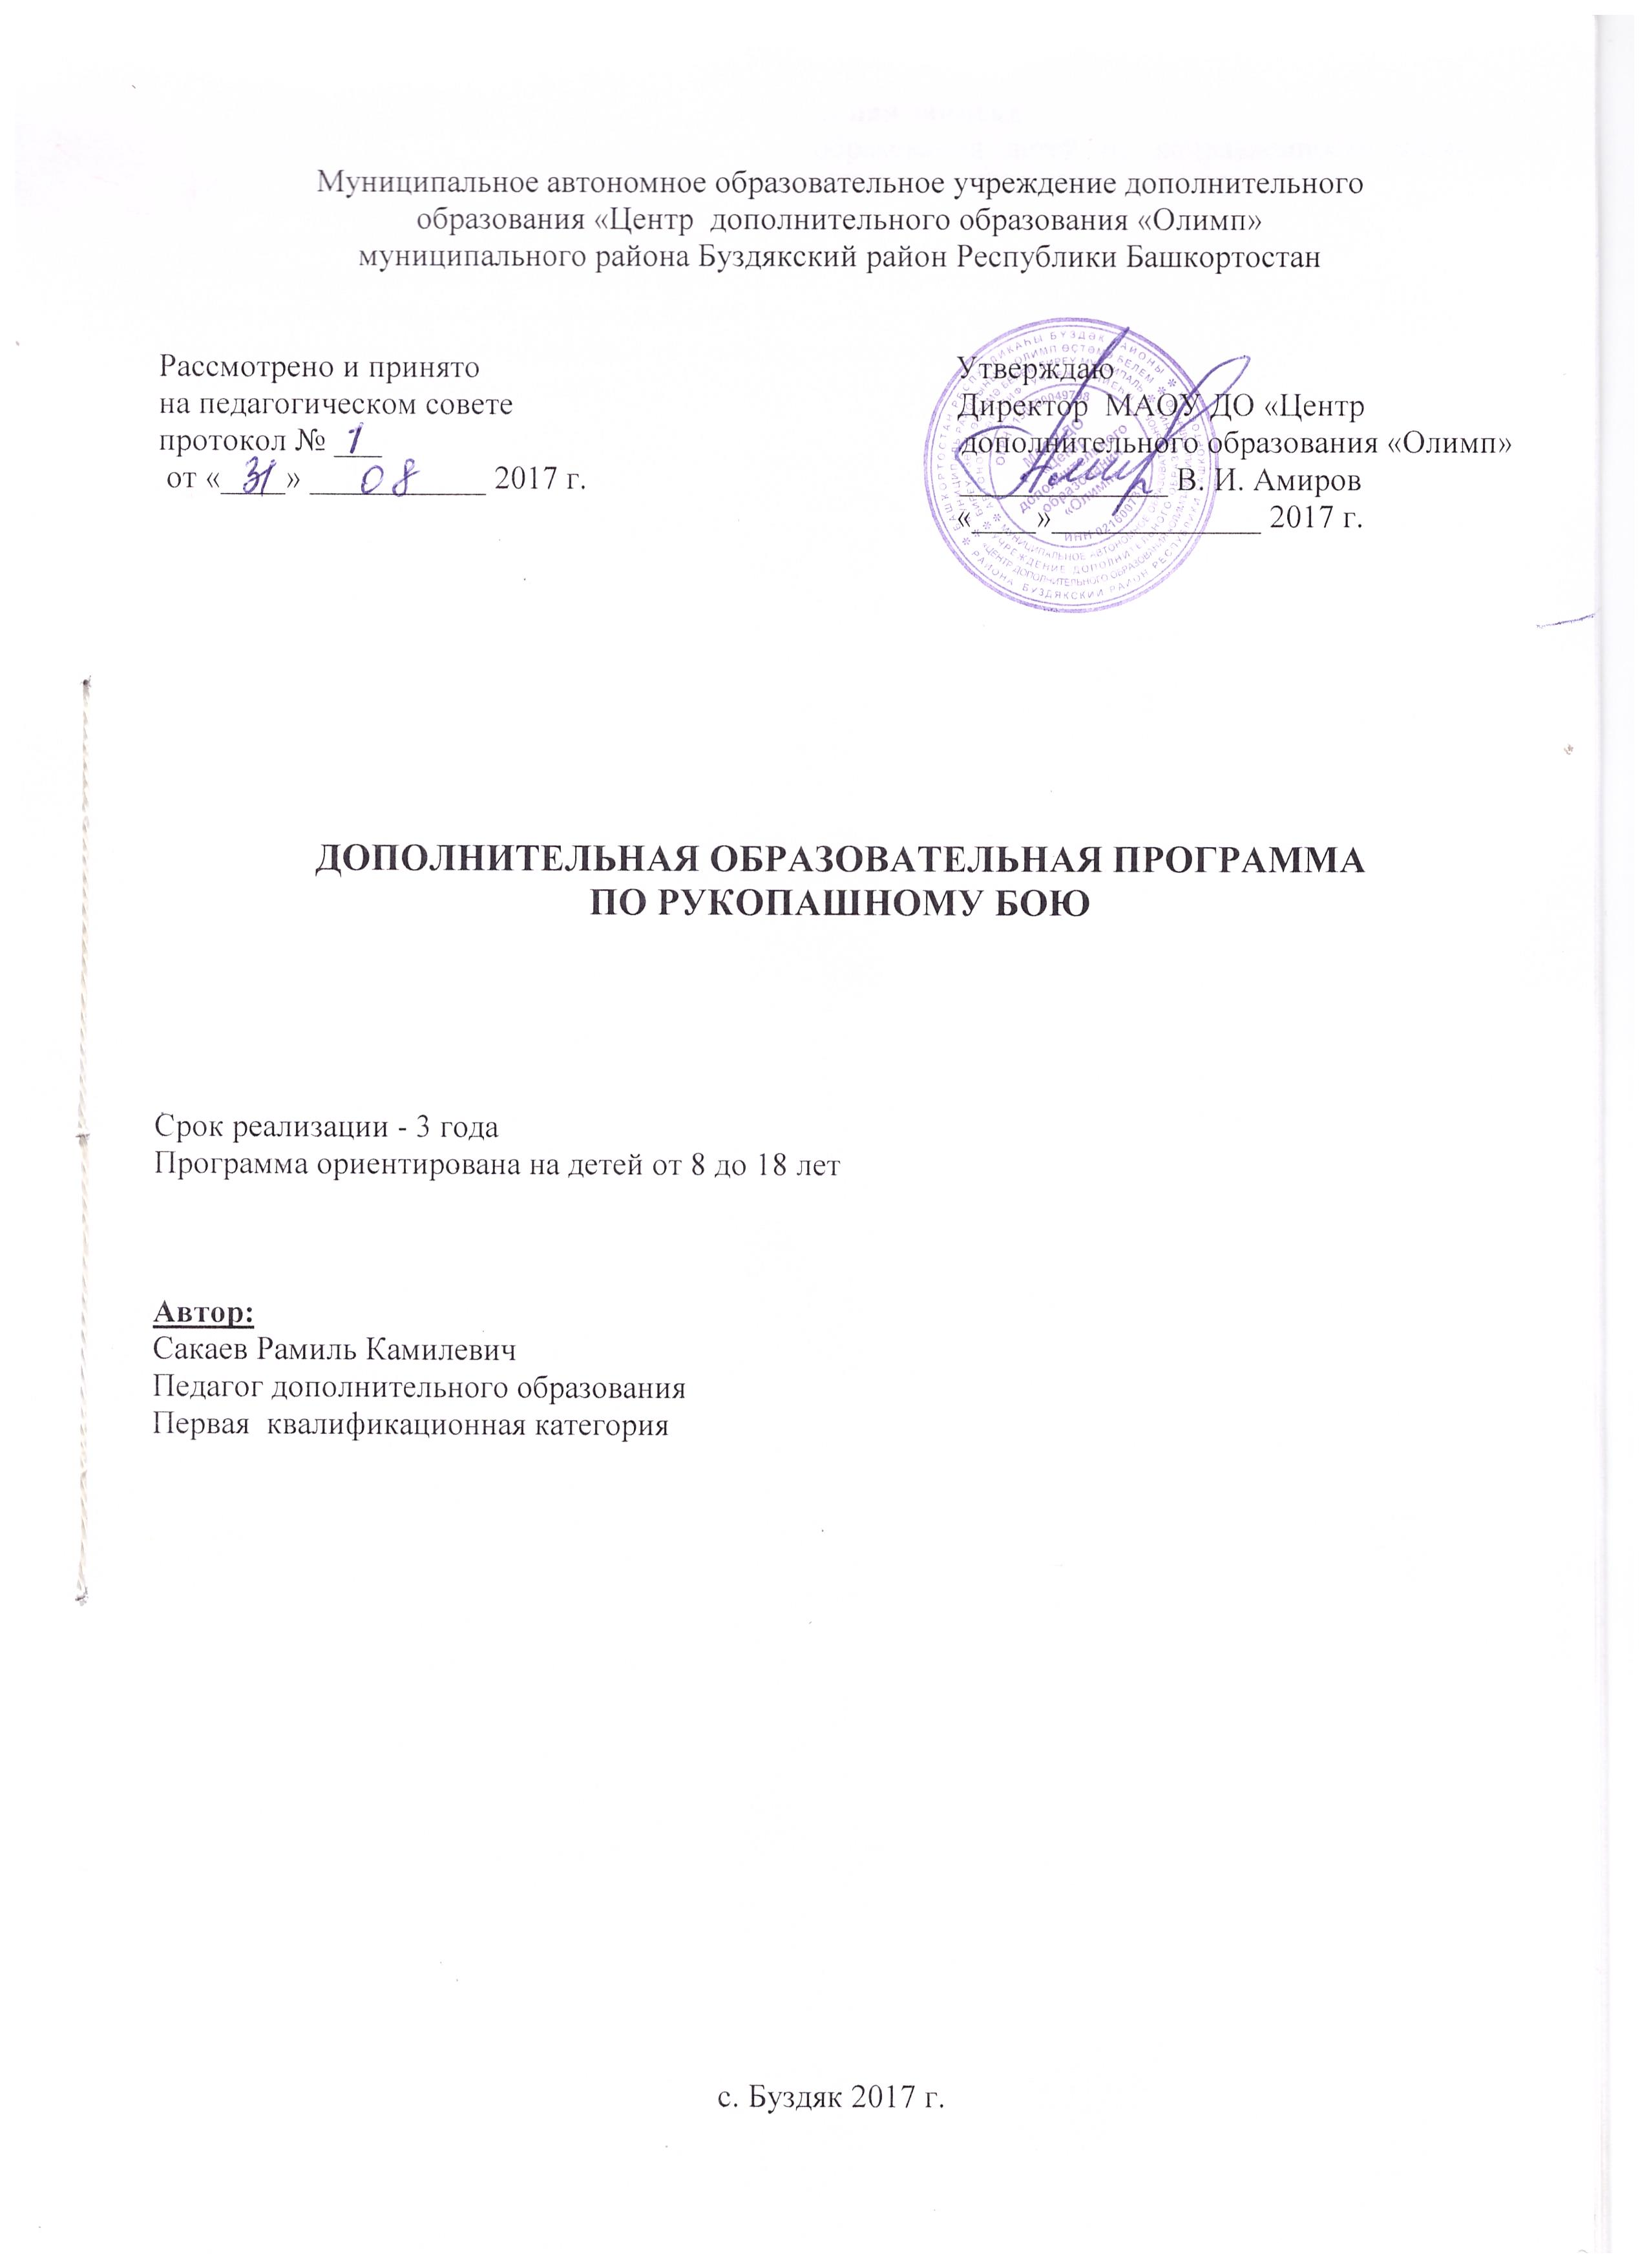 Муниципальное автономное образовательное учреждение дополнительного
образования «Центр дополнительного образования «Олимп»
муниципального района Буздякский район Республики Башкортостан
Рассмотрено и принято
на педагогическом совете
протокол № 1
от «31» 08 2017 г.
Утверждаю
Директор МАОУ ДО «Центр
дополнительного образования «Олимп»
В. И. Амиров
«____»_____________ 2017 г.
ДОПОЛНИТЕЛЬНАЯ ОБРАЗОВАТЕЛЬНАЯ ПРОГРАММА
ПО РУКОПАШНОМУ БОЮ
Срок реализации - 3 года
Программа ориентирована на детей от 8 до 18 лет
Автор:
Сакаев Рамиль Камилевич
Педагог дополнительного образования
Первая квалификационная категория
с. Буздяк 2017 г.